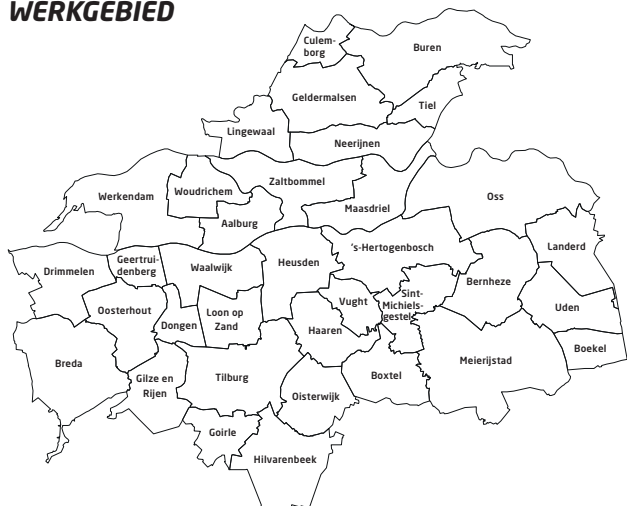 WERKGEBIED
Culem-
borg
Buren
Geldermalsen
Tiel
Lingewaal
Neerijnen
Zaltbommel
Woudrichem
Werkendam
Oss
Maasdriel
Aalburg
's-Hertogenbosch
Landerd
Geertrui-
denberg
Waalwijk
Heusden
Drimmelen
Bernheze
Sint-
Michiels-
gestel
Vught
Uden
Oosterhout
Loon op
Zand
Dongen
Haaren
Boekel
Meierijstad
Breda
Gilze en
Rijen
Tilburg
Boxtel
Oisterwijk
Goirle
Hilvarenbeek